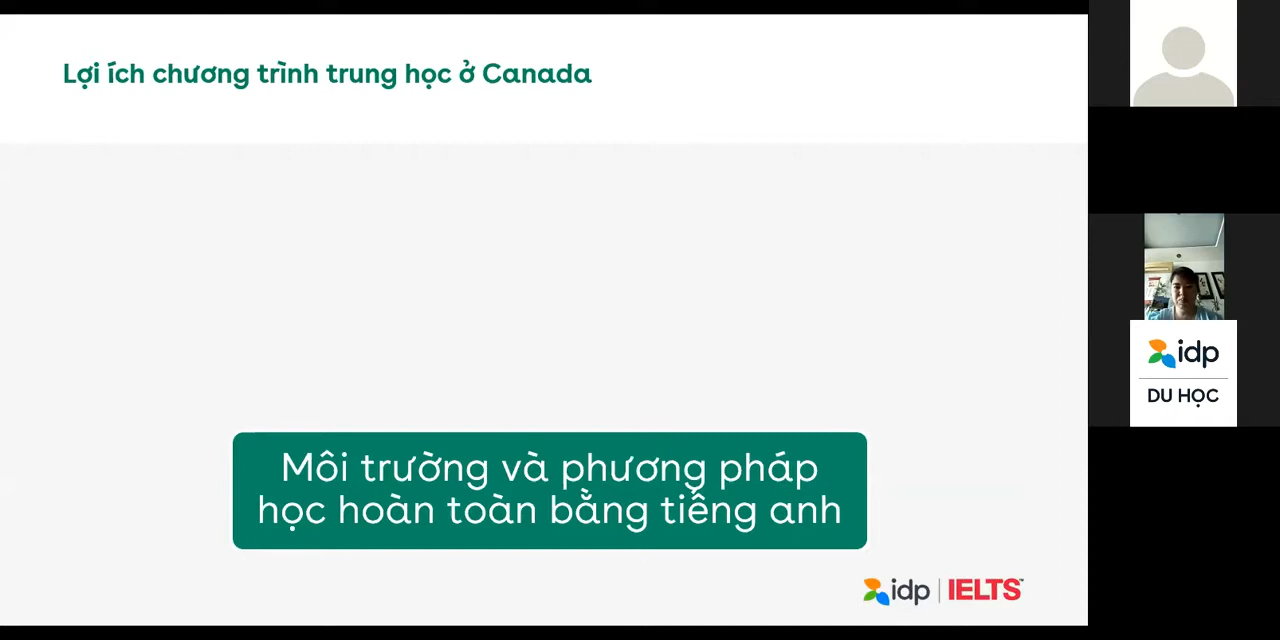 Lợi ích chương trình trung học ở Canada
Môi trường và phương pháp
học hoàn toàn bằng tiếng anh
idp | IELTS™
idp
DU HỌC